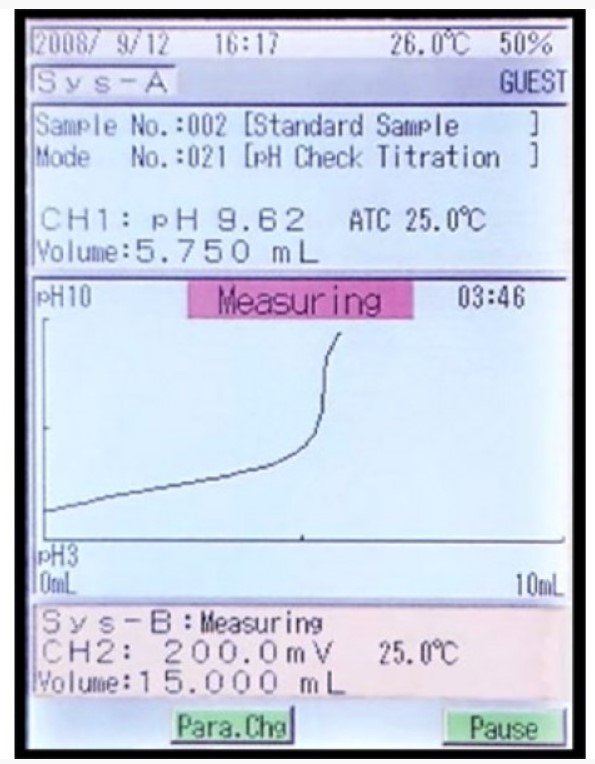 2008/ 9/12 16:17 26.0℃ 50%
Sys-A GUEST
Sample No.:002 [Standard Sample ]
Mode No.:021 [pH Check Titration ]
CH1: pH 9.62 ATC 25.0℃
Volume:5.750 mL
pH10 Measuring 03:46
pH3
0mL 10mL
Sys-B:Measuring
CH2: 200.0mV 25.0℃
Volume:15.000 mL
Para.Chg Pause